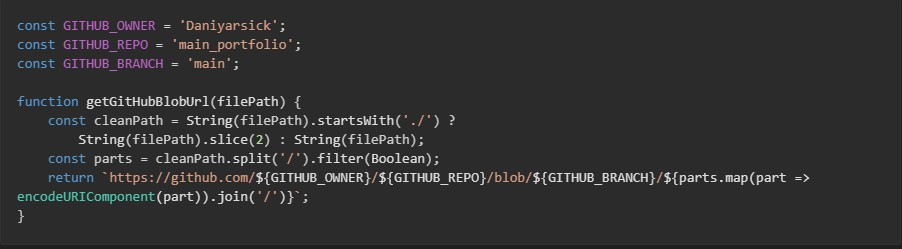 const GITHUB_OWNER = 'Daniyarsick';
const GITHUB_REPO = 'main_portfolio';
const GITHUB_BRANCH = 'main';

function getGitHubBlobUrl(filePath) {
    const cleanPath = String(filePath).startsWith('./') ?
        String(filePath).slice(2) : String(filePath);
    const parts = cleanPath.split('/').filter(Boolean);
    return `https://github.com/${GITHUB_OWNER}/${GITHUB_REPO}/blob/${GITHUB_BRANCH}/${parts.map(part =>
encodeURIComponent(part)).join('/')}`;
}